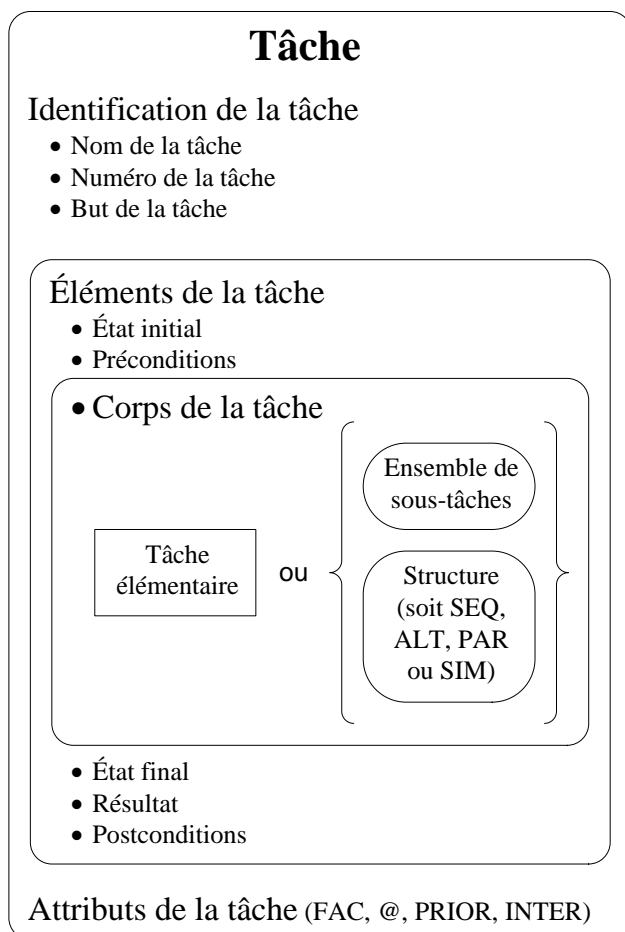 Tâche
Identification de la tâche
• Nom de la tâche
• Numéro de la tâche
• But de la tâche
Éléments de la tâche
• État initial
• Préconditions
• Corps de la tâche
Tâche
élémentaire
ou
Ensemble de
sous-tâches
Structure
(soit SEQ,
ALT, PAR
ou SIM)
• État final
• Résultat
• Postconditions
Attributs de la tâche (FAC, @, PRIOR, INTER)